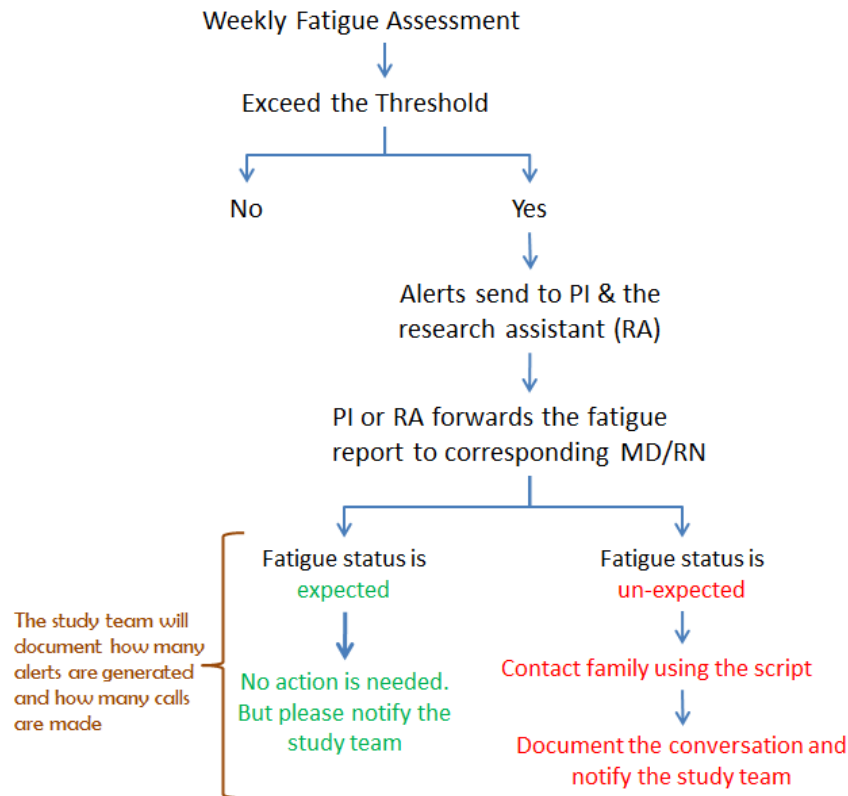 Weekly Fatigue Assessment
Exceed the Threshold
No
Yes
Alerts send to PI & the
research assistant (RA)
PI or RA forwards the fatigue
report to corresponding MD/RN
Fatigue status is
expected
Fatigue status is
un-expected
The study team will
document how many
alerts are generated
and how many calls
are made
No action is needed.
But please notify the
study team
Contact family using the script
Document the conversation and
notify the study team